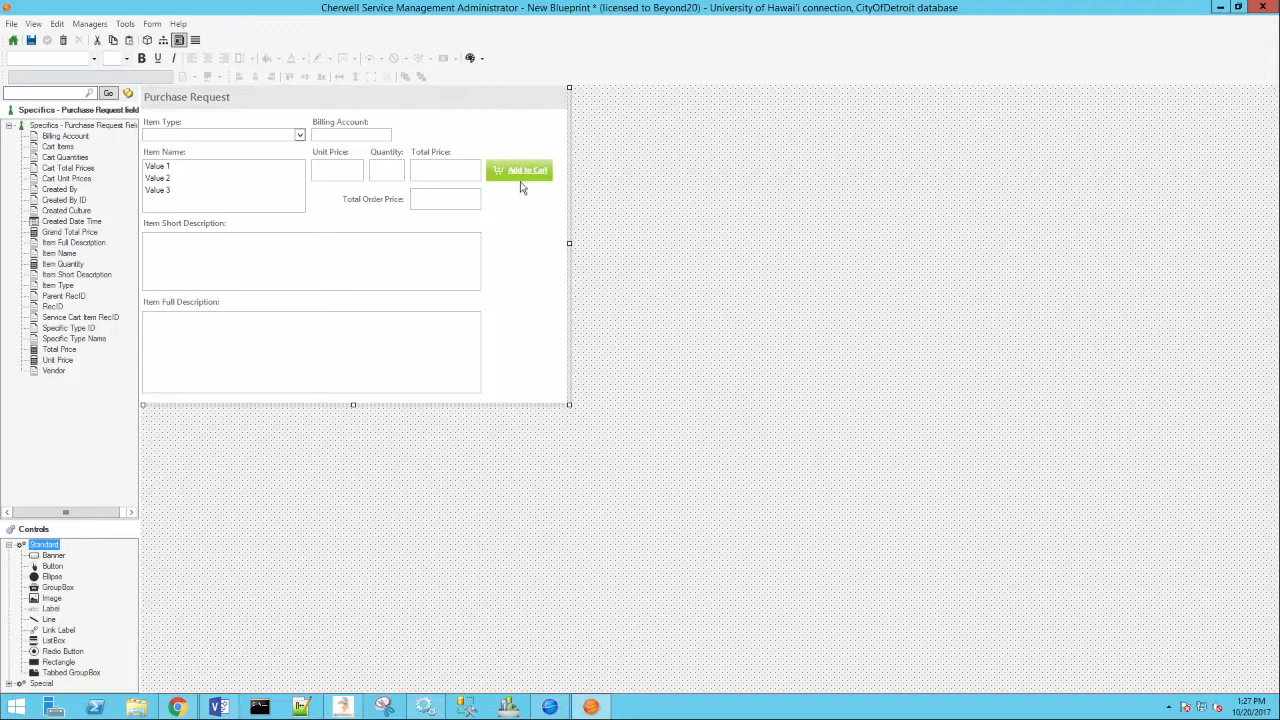 Cherwell Service Management Administrator - New Blueprint * (licensed to Beyond20) - University of Hawai'i connection, CityOfDetroit database
File View Edit Managers Tools Form Help
B I U
Go
Specifics - Purchase Request field
Specifics - Purchase Request Field
Billing Account
Cart Items
Cart Quantities
Cart Total Prices
Cart Unit Prices
Created By
Created By ID
Created Culture
Created Date Time
Grand Total Price
Item Full Description
Item Name
Item Quantity
Item Short Description
Item Type
Parent RecID
RecID
Service Cart Item RecID
Specific Type ID
Specific Type Name
Total Price
Unit Price
Vendor
Purchase Request
Item Type: Billing Account:
Item Name: Unit Price: Quantity: Total Price:
Value 1
Value 2
Value 3
Add to Cart
Total Order Price:
Item Short Description:
Item Full Description:
Controls
Standard
Banner
Button
Ellipse
GroupBox
Image
Label
Line
Link Label
ListBox
Radio Button
Rectangle
Tabbed GroupBox
Special
1:27 PM
10/20/2017